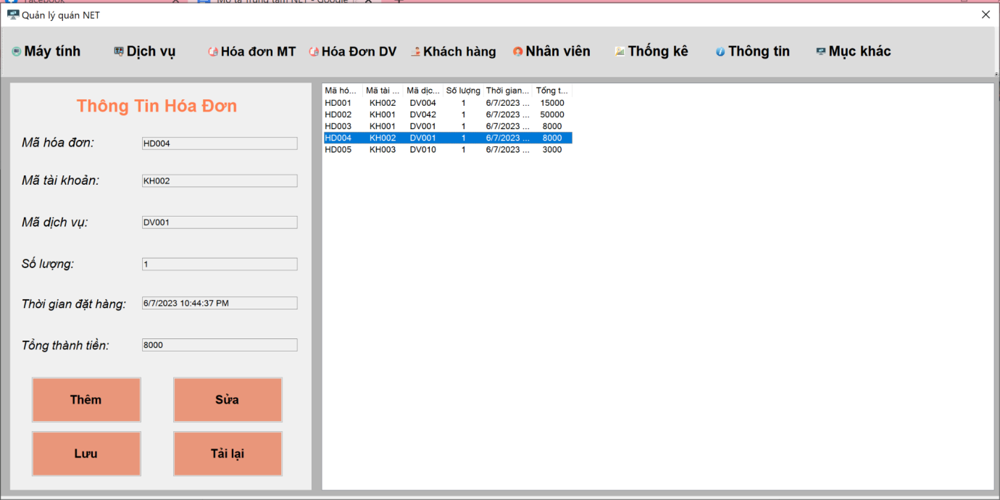 Facebook
Quản lý quán NET
Máy tính Dịch vụ Hóa đơn MT Hóa Đơn DV Khách hàng Nhân viên Thống kê Thông tin Mục khác
Thông Tin Hóa Đơn
Mã hóa đơn: HD004
Mã tài khoản: KH002
Mã dịch vụ: DV001
Số lượng: 1
Thời gian đặt hàng: 6/7/2023 10:44:37 PM
Tổng thành tiền: 8000
Thêm Sửa
Lưu Tải lại
Mã hó... Mã tài ... Mã dịc... Số lượng Thời gian... Tổng t...
HD001 KH002 DV004 1 6/7/2023 ... 15000
HD002 KH001 DV042 1 6/7/2023 ... 50000
HD003 KH001 DV001 1 6/7/2023 ... 8000
HD004 KH002 DV001 1 6/7/2023 ... 8000
HD005 KH003 DV010 1 6/7/2023 ... 3000